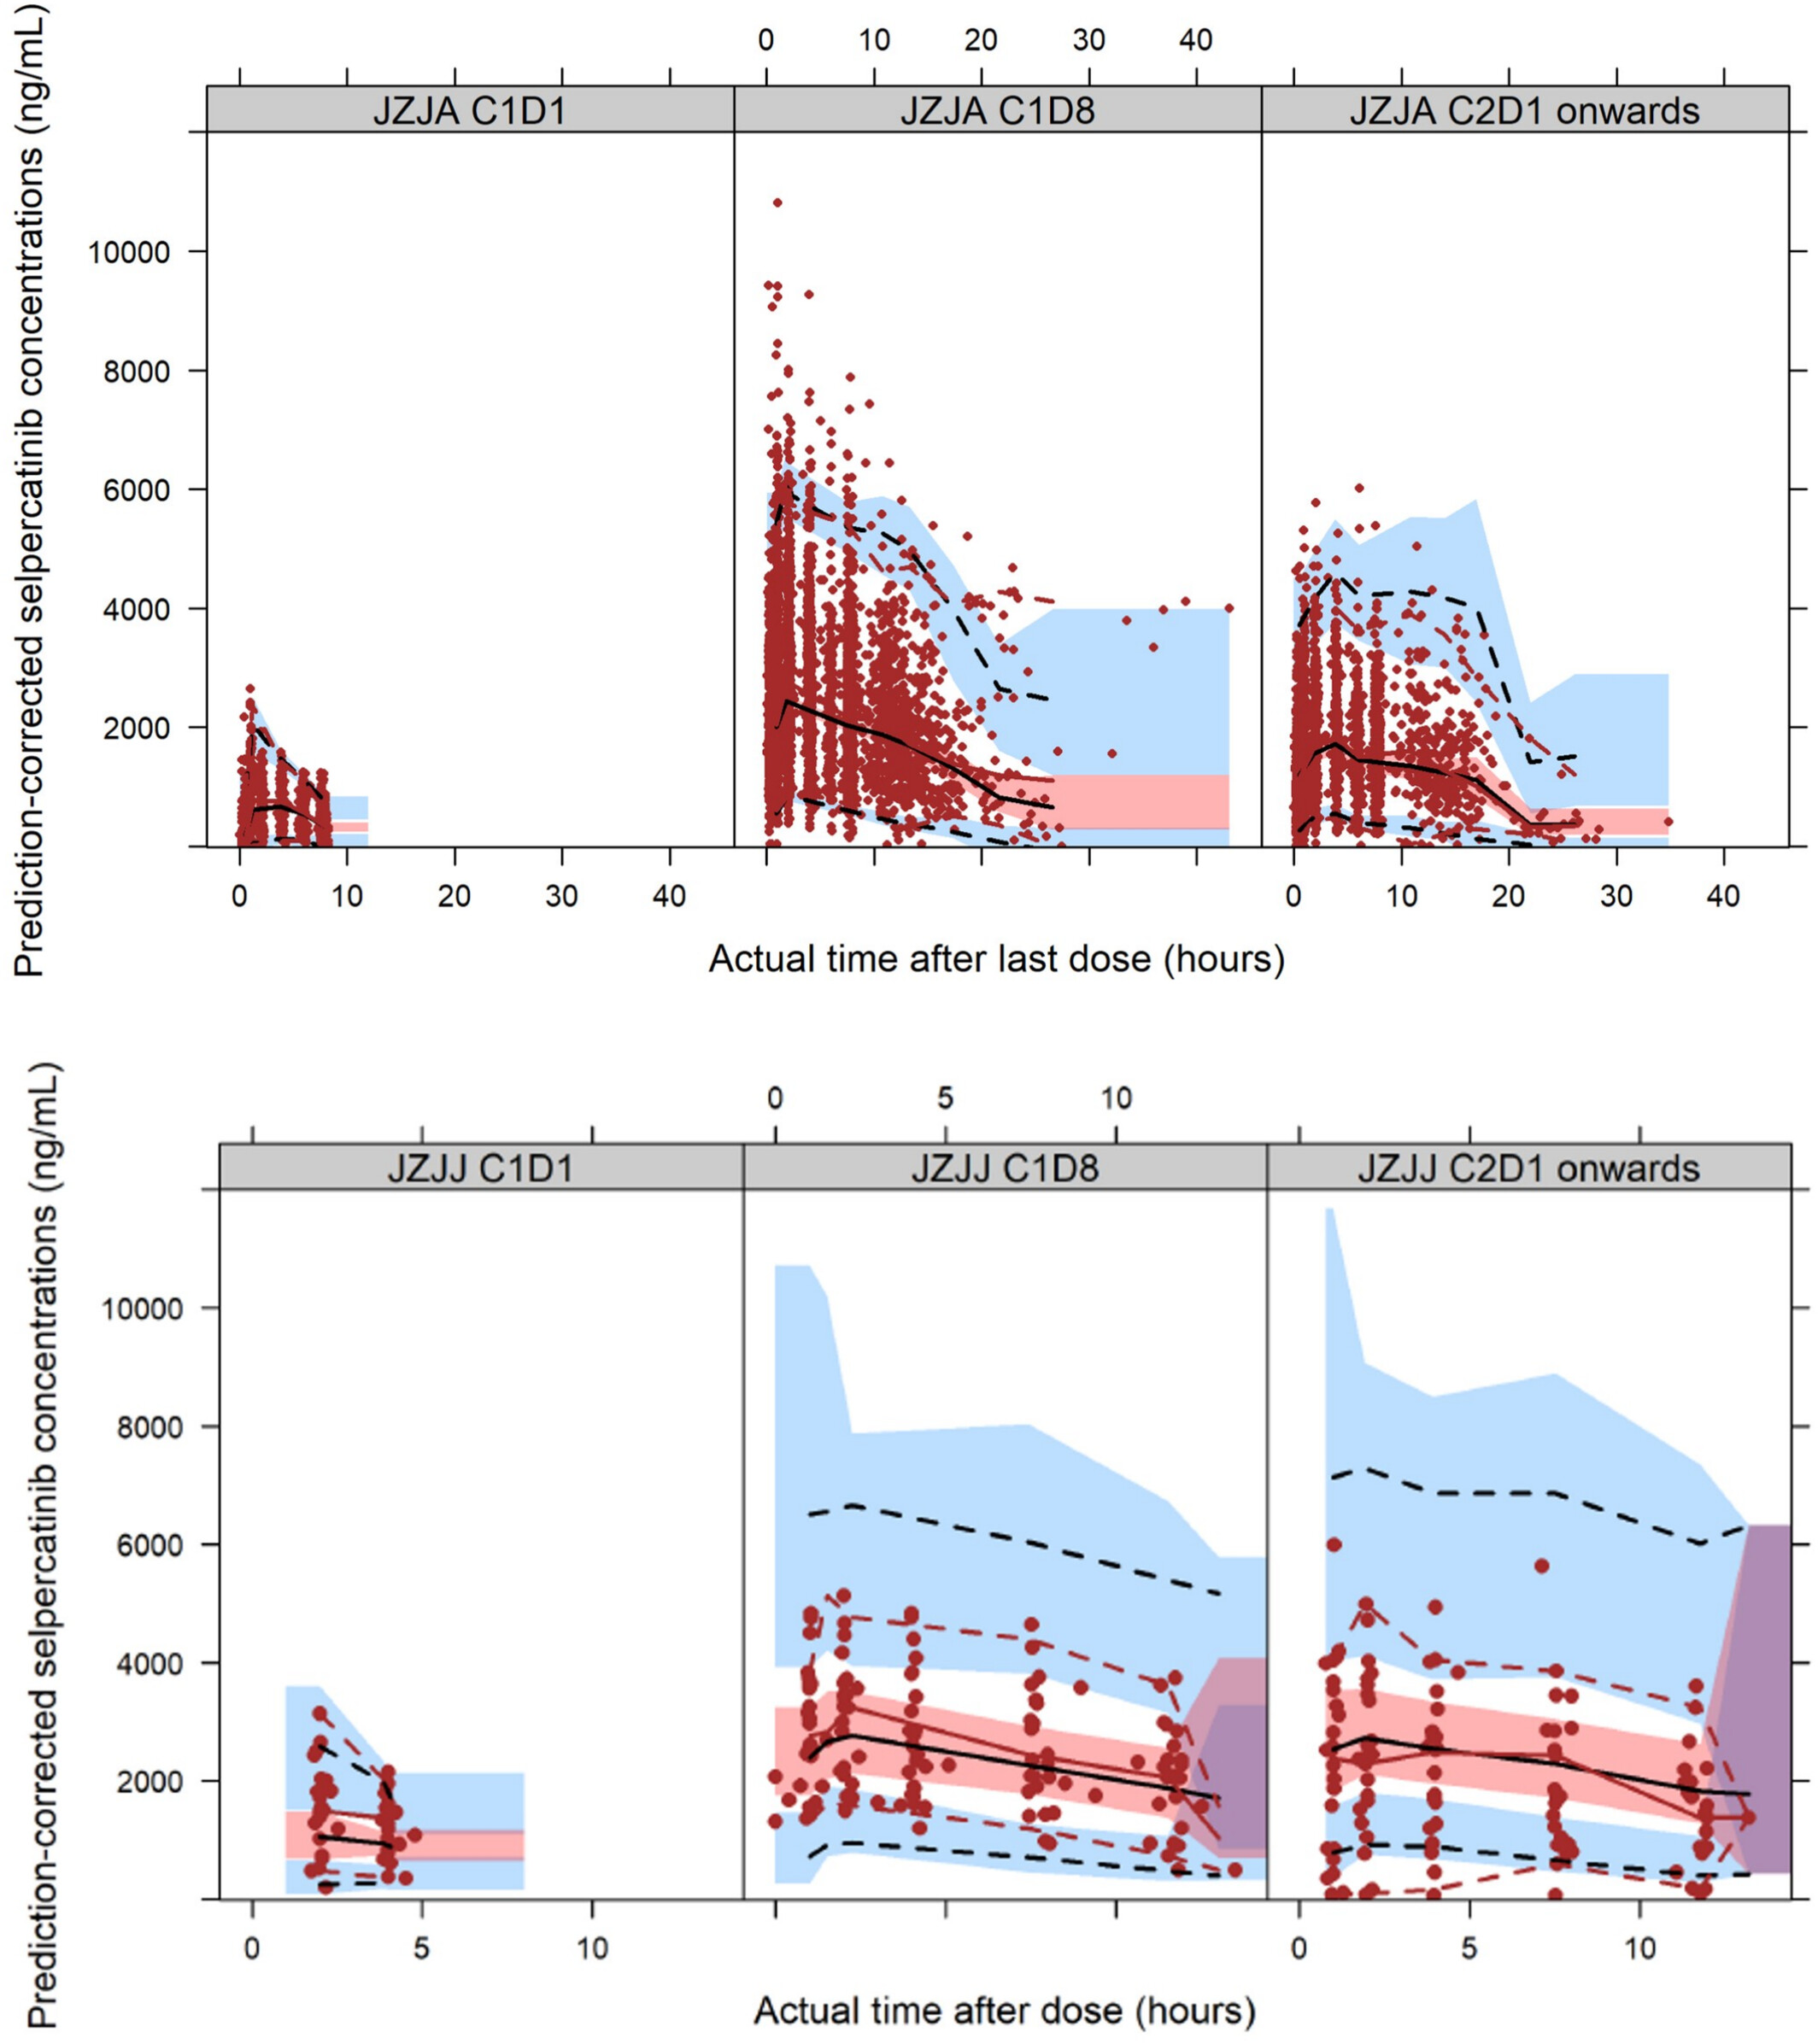 Prediction-corrected selpercatinib concentrations (ng/mL)
0 10 20 30 40
JZJA C1D1 JZJA C1D8 JZJA C2D1 onwards
10000
8000
6000
4000
2000
0 10 20 30 40 0 10 20 30 40
Actual time after last dose (hours)
Prediction-corrected selpercatinib concentrations (ng/mL)
0 5 10
JZJJ C1D1 JZJJ C1D8 JZJJ C2D1 onwards
10000
8000
6000
4000
2000
0 5 10 0 5 10
Actual time after dose (hours)